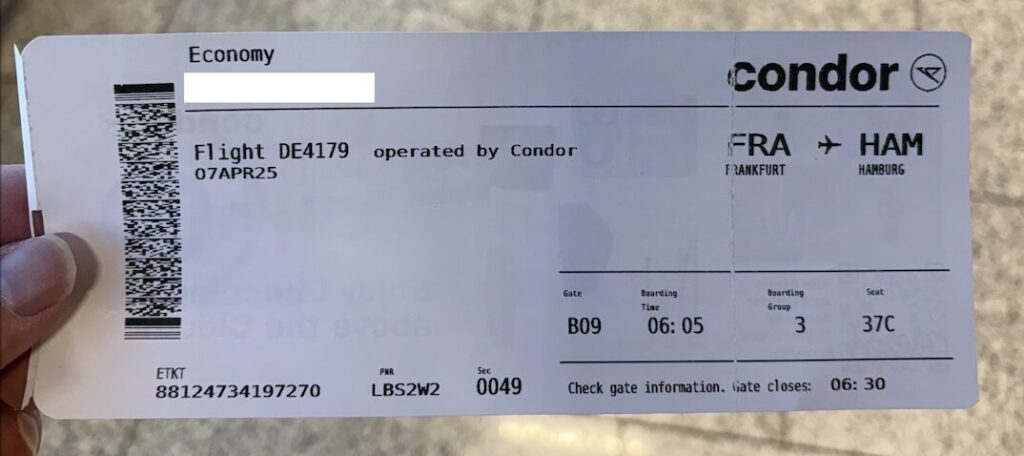 Economy
condor
Flight DE4179 operated by Condor
07APR25
FRA HAM
FRANKFURT HAMBURG
Gate Boarding Time Boarding Group Seat
B09 06:05 3 37C
ETKT PNR Sec
88124734197270 LBS2W2 0049
Check gate information. Gate closes: 06:30